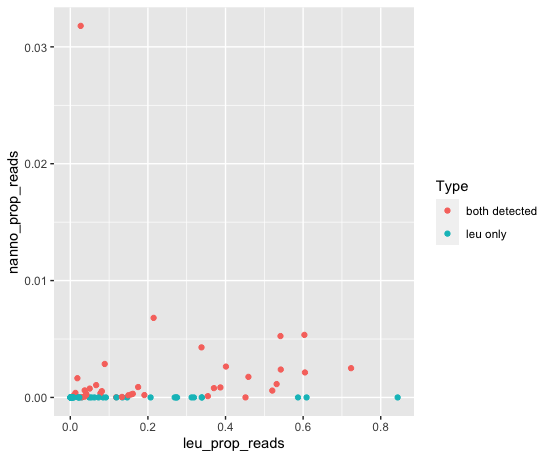 0.03
0.02
0.01
0.00
nanno_prop_reads
0.0 0.2 0.4 0.6 0.8
leu_prop_reads
Type
both detected
leu only